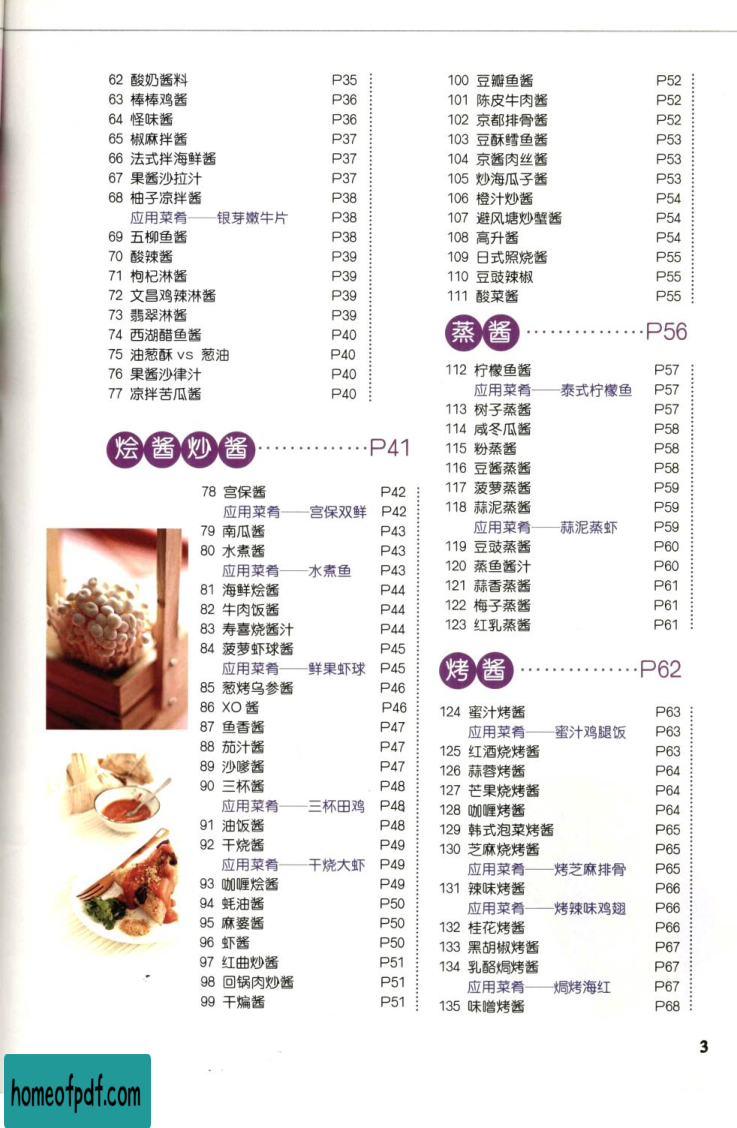 62 酸奶酱料 P35
63 棒棒鸡酱 P36
64 怪味酱 P36
65 椒麻拌酱 P37
66 法式拌海鲜酱 P37
67 果酱沙拉汁 P37
68 柚子凉拌酱 P38
应用菜肴——银芽嫩牛片 P38
69 五柳鱼酱 P38
70 酸辣酱 P39
71 枸杞淋酱 P39
72 文昌鸡辣淋酱 P39
73 翡翠淋酱 P39
74 西湖醋鱼酱 P40
75 油葱酥 vs 葱油 P40
76 果酱沙律汁 P40
77 凉拌苦瓜酱 P40
烩酱炒酱 ··············P41
78 宫保酱 P42
应用菜肴——宫保双鲜 P42
79 南瓜酱 P43
80 水煮酱 P43
应用菜肴——水煮鱼 P43
81 海鲜烩酱 P44
82 牛肉饭酱 P44
83 寿喜烧酱汁 P44
84 菠萝虾球酱 P45
应用菜肴——鲜果虾球 P45
85 葱烤乌参酱 P46
86 XO 酱 P46
87 鱼香酱 P47
88 茄汁酱 P47
89 沙嗲酱 P47
90 三杯酱 P48
应用菜肴——三杯田鸡 P48
91 油饭酱 P48
92 干烧酱 P49
应用菜肴——干烧大虾 P49
93 咖喱烩酱 P49
94 蚝油酱 P50
95 麻婆酱 P50
96 虾酱 P50
97 红曲炒酱 P51
98 回锅肉炒酱 P51
99 干煸酱 P51
100 豆瓣鱼酱 P52
101 陈皮牛肉酱 P52
102 京都排骨酱 P52
103 豆酥鳕鱼酱 P53
104 京酱肉丝酱 P53
105 炒海瓜子酱 P53
106 橙汁炒酱 P54
107 避风塘炒蟹酱 P54
108 高升酱 P54
109 日式照烧酱 P55
110 豆豉辣椒 P55
111 酸菜酱 P55
蒸酱 ···············P56
112 柠檬鱼酱 P57
应用菜肴——泰式柠檬鱼 P57
113 树子蒸酱 P57
114 咸冬瓜酱 P58
115 粉蒸酱 P58
116 豆酱蒸酱 P58
117 菠萝蒸酱 P59
118 蒜泥蒸酱 P59
应用菜肴——蒜泥蒸虾 P59
119 豆豉蒸酱 P60
120 蒸鱼酱汁 P60
121 蒜香蒸酱 P61
122 梅子蒸酱 P61
123 红乳蒸酱 P61
烤酱 ···············P62
124 蜜汁烤酱 P63
应用菜肴——蜜汁鸡腿饭 P63
125 红酒烧烤酱 P63
126 蒜蓉烤酱 P64
127 芒果烧烤酱 P64
128 咖喱烤酱 P64
129 韩式泡菜烤酱 P65
130 芝麻烧烤酱 P65
应用菜肴——烤芝麻排骨 P65
131 辣味烤酱 P66
应用菜肴——烤辣味鸡翅 P66
132 桂花烤酱 P66
133 黑胡椒烤酱 P67
134 乳酪焗烤酱 P67
应用菜肴——焗烤海红 P67
135 味噌烤酱 P68
3
homeofpdf.com